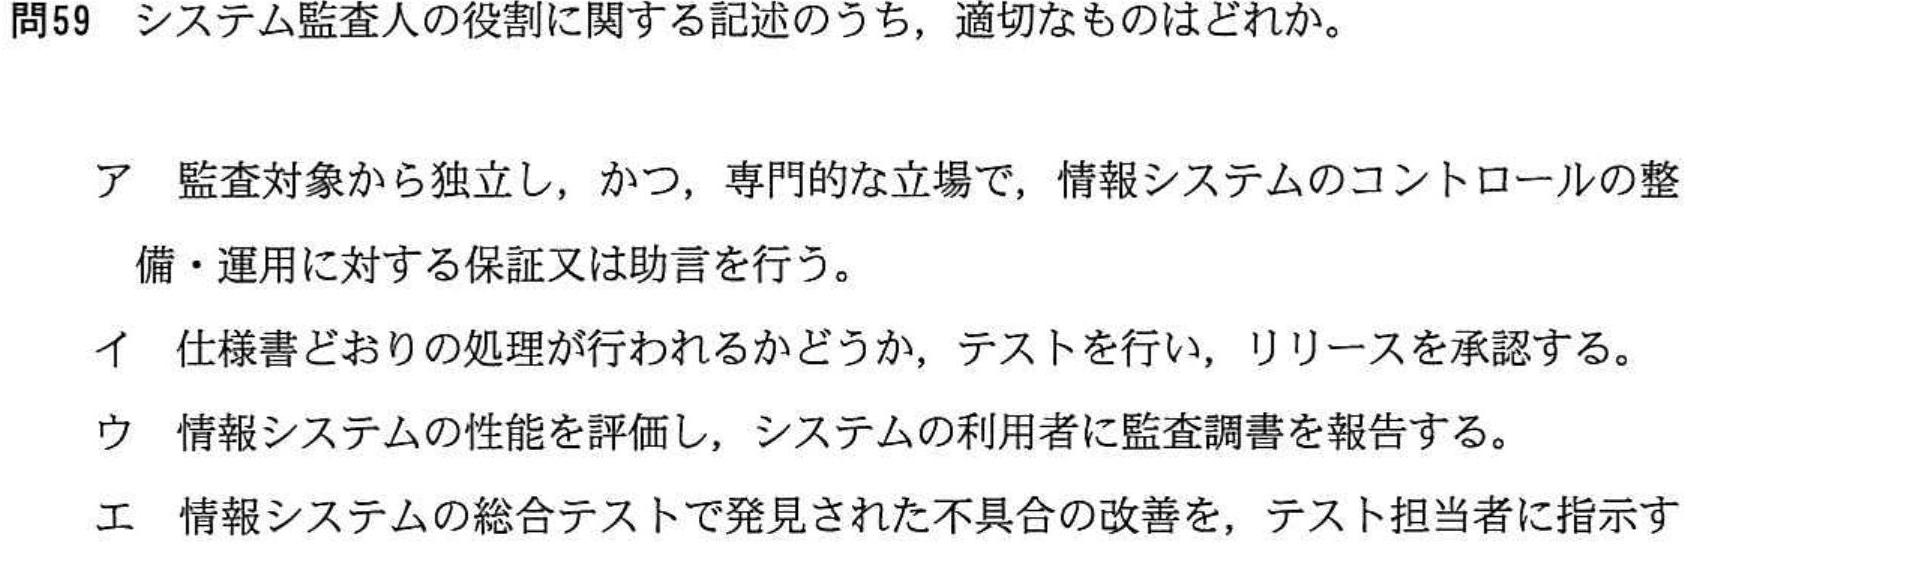 問59　システム監査人の役割に関する記述のうち，適切なものはどれか。
ア　監査対象から独立し，かつ，専門的な立場で，情報システムのコントロールの整
備・運用に対する保証又は助言を行う。
イ　仕様書どおりの処理が行われるかどうか，テストを行い，リリースを承認する。
ウ　情報システムの性能を評価し，システムの利用者に監査調書を報告する。
エ　情報システムの総合テストで発見された不具合の改善を，テスト担当者に指示す